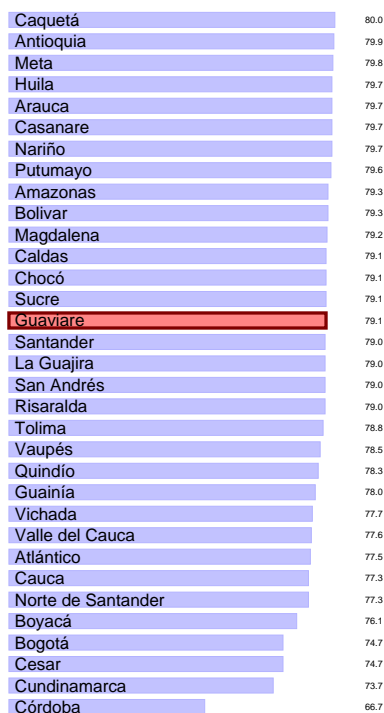 Caquetá 80.0
Antioquia 79.9
Meta 79.8
Huila 79.7
Arauca 79.7
Casanare 79.7
Nariño 79.7
Putumayo 79.6
Amazonas 79.3
Bolivar 79.3
Magdalena 79.2
Caldas 79.1
Chocó 79.1
Sucre 79.1
Guaviare 79.1
Santander 79.0
La Guajira 79.0
San Andrés 79.0
Risaralda 79.0
Tolima 78.8
Vaupés 78.5
Quindío 78.3
Guainía 78.0
Vichada 77.7
Valle del Cauca 77.6
Atlántico 77.5
Cauca 77.3
Norte de Santander 77.3
Boyacá 76.1
Bogotá 74.7
Cesar 74.7
Cundinamarca 73.7
Córdoba 66.7